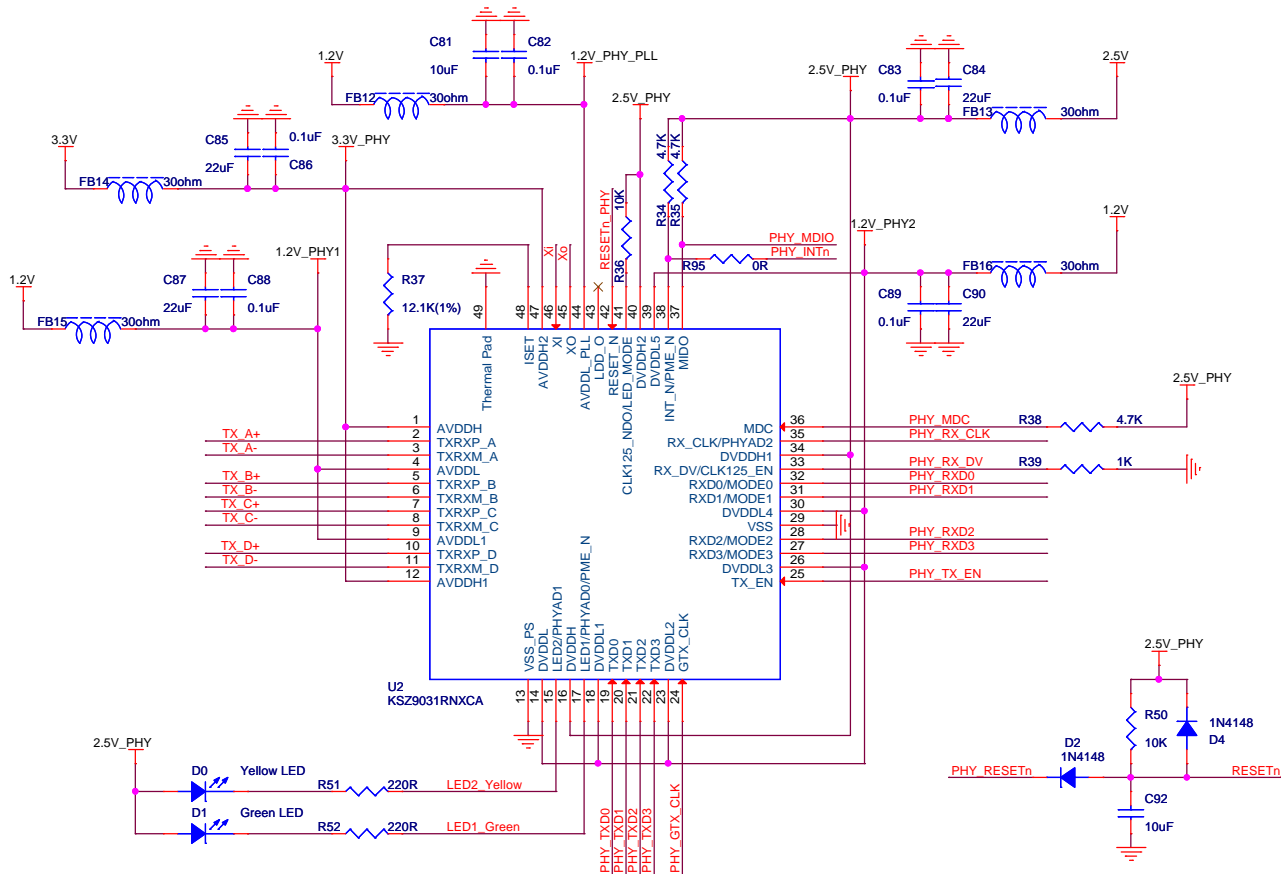 C81
10uF
C82
0.1uF
1.2V
1.2V_PHY_PLL
FB12
30ohm
2.5V_PHY
2.5V_PHY
C83
0.1uF
C84
22uF
2.5V
FB13
30ohm
3.3V
C85
22uF
0.1uF
C86
3.3V_PHY
FB14
30ohm
4.7K
4.7K
R34
R35
10K
R36
RESETn_PHY
Xi
Xo
PHY_MDIO
PHY_INTn
R95
0R
1.2V_PHY2
1.2V
FB16
30ohm
C89
0.1uF
C90
22uF
1.2V
C87
22uF
C88
0.1uF
1.2V_PHY1
FB15
30ohm
R37
12.1K(1%)
49
48
47
46
45
44
43
42
41
40
39
38
37
Thermal Pad
ISET
AVDDH2
XI
XO
AVDDL_PLL
LDD_O
RESET_N
CLK125_NDO/LED_MODE
DVDDH2
DVDDL5
INT_N/PME_N
MIDO
TX_A+
TX_A-
TX_B+
TX_B-
TX_C+
TX_C-
TX_D+
TX_D-
1 AVDDH
2 TXRXP_A
3 TXRXM_A
4 AVDDL
5 TXRXP_B
6 TXRXM_B
7 TXRXP_C
8 TXRXM_C
9 AVDDL1
10 TXRXP_D
11 TXRXM_D
12 AVDDH1
MDC 36 PHY_MDC
RX_CLK/PHYAD2 35 PHY_RX_CLK
DVDDH1 34
RX_DV/CLK125_EN 33 PHY_RX_DV
RXD0/MODE0 32 PHY_RXD0
RXD1/MODE1 31 PHY_RXD1
DVDDL4 30
VSS 29
RXD2/MODE2 28 PHY_RXD2
RXD3/MODE3 27 PHY_RXD3
DVDDL3 26
TX_EN 25 PHY_TX_EN
2.5V_PHY
R38
4.7K
R39
1K
VSS_PS
DVDDL
LED2/PHYAD1
DVDDH
LED1/PHYAD0/PME_N
DVDDL1
TXD0
TXD1
TXD2
TXD3
DVDDL2
GTX_CLK
13
14
15
16
17
18
19
20
21
22
23
24
U2
KSZ9031RNXCA
2.5V_PHY
D0
Yellow LED
R51
220R
LED2_Yellow
D1
Green LED
R52
220R
LED1_Green
PHY_TXD0
PHY_TXD1
PHY_TXD2
PHY_TXD3
PHY_GTX_CLK
2.5V_PHY
R50
10K
1N4148
D4
D2
1N4148
PHY_RESETn
RESETn
C92
10uF